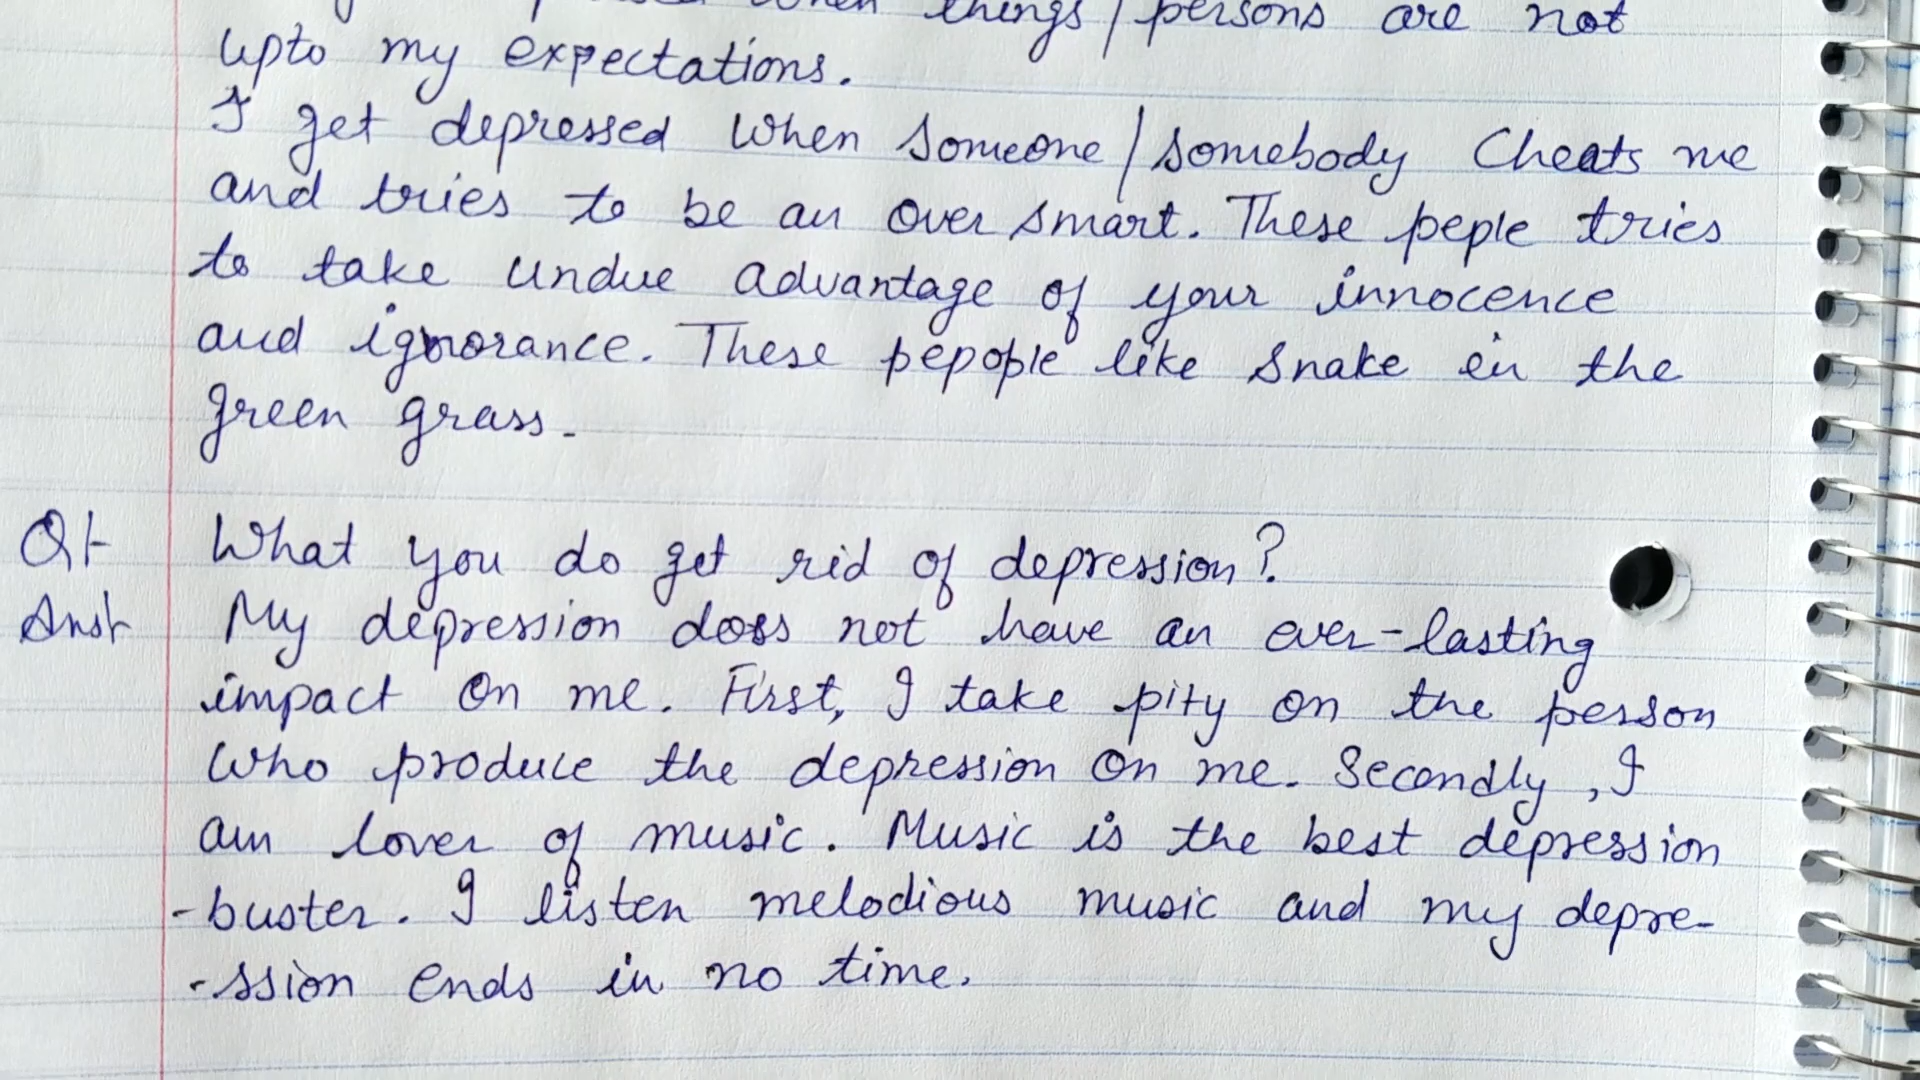 when things / persons are not
upto my expectations.
I get depressed when someone / somebody cheats me
and tries to be an over smart. These peple tries
to take undue advantage of your innocence
and ignorance. These pepople like snake in the
green grass.
Q1- What you do get rid of depression?
Ans1- My depression does not have an ever-lasting
impact on me. First, I take pity on the person
who produce the depression on me. Secondly, I
am lover of music. Music is the best depression
-buster. I listen melodious music and my depre-
-ssion ends in no time.